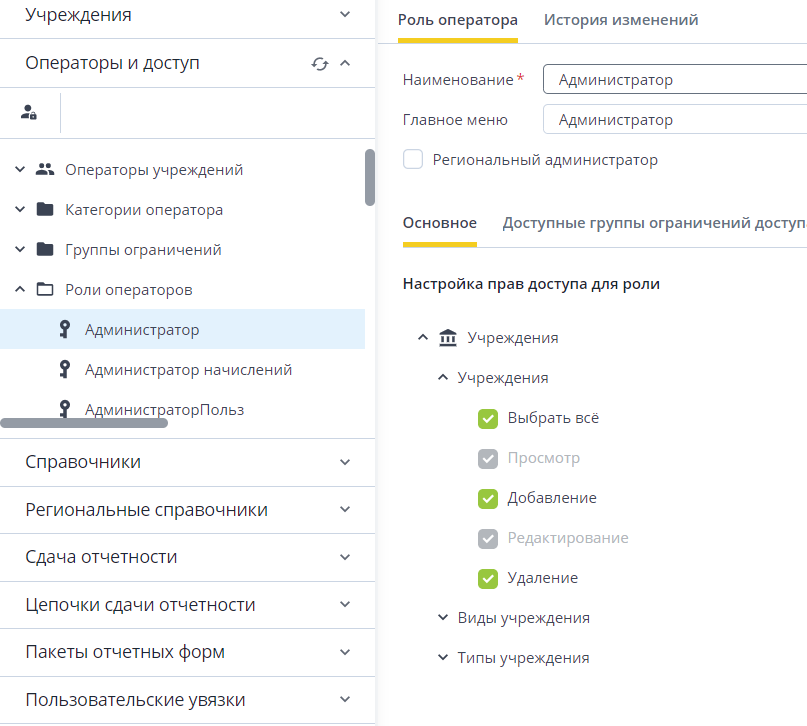 Учреждения
Операторы и доступ
Операторы учреждений
Категории оператора
Группы ограничений
Роли операторов
Администратор
Администратор начислений
АдминистраторПольз
Справочники
Региональные справочники
Сдача отчетности
Цепочки сдачи отчетности
Пакеты отчетных форм
Пользовательские увязки
Роль оператора История изменений
Наименование* Администратор
Главное меню Администратор
Региональный администратор
Основное Доступные группы ограничений доступа
Настройка прав доступа для роли
Учреждения
Учреждения
Выбрать всё
Просмотр
Добавление
Редактирование
Удаление
Виды учреждения
Типы учреждения